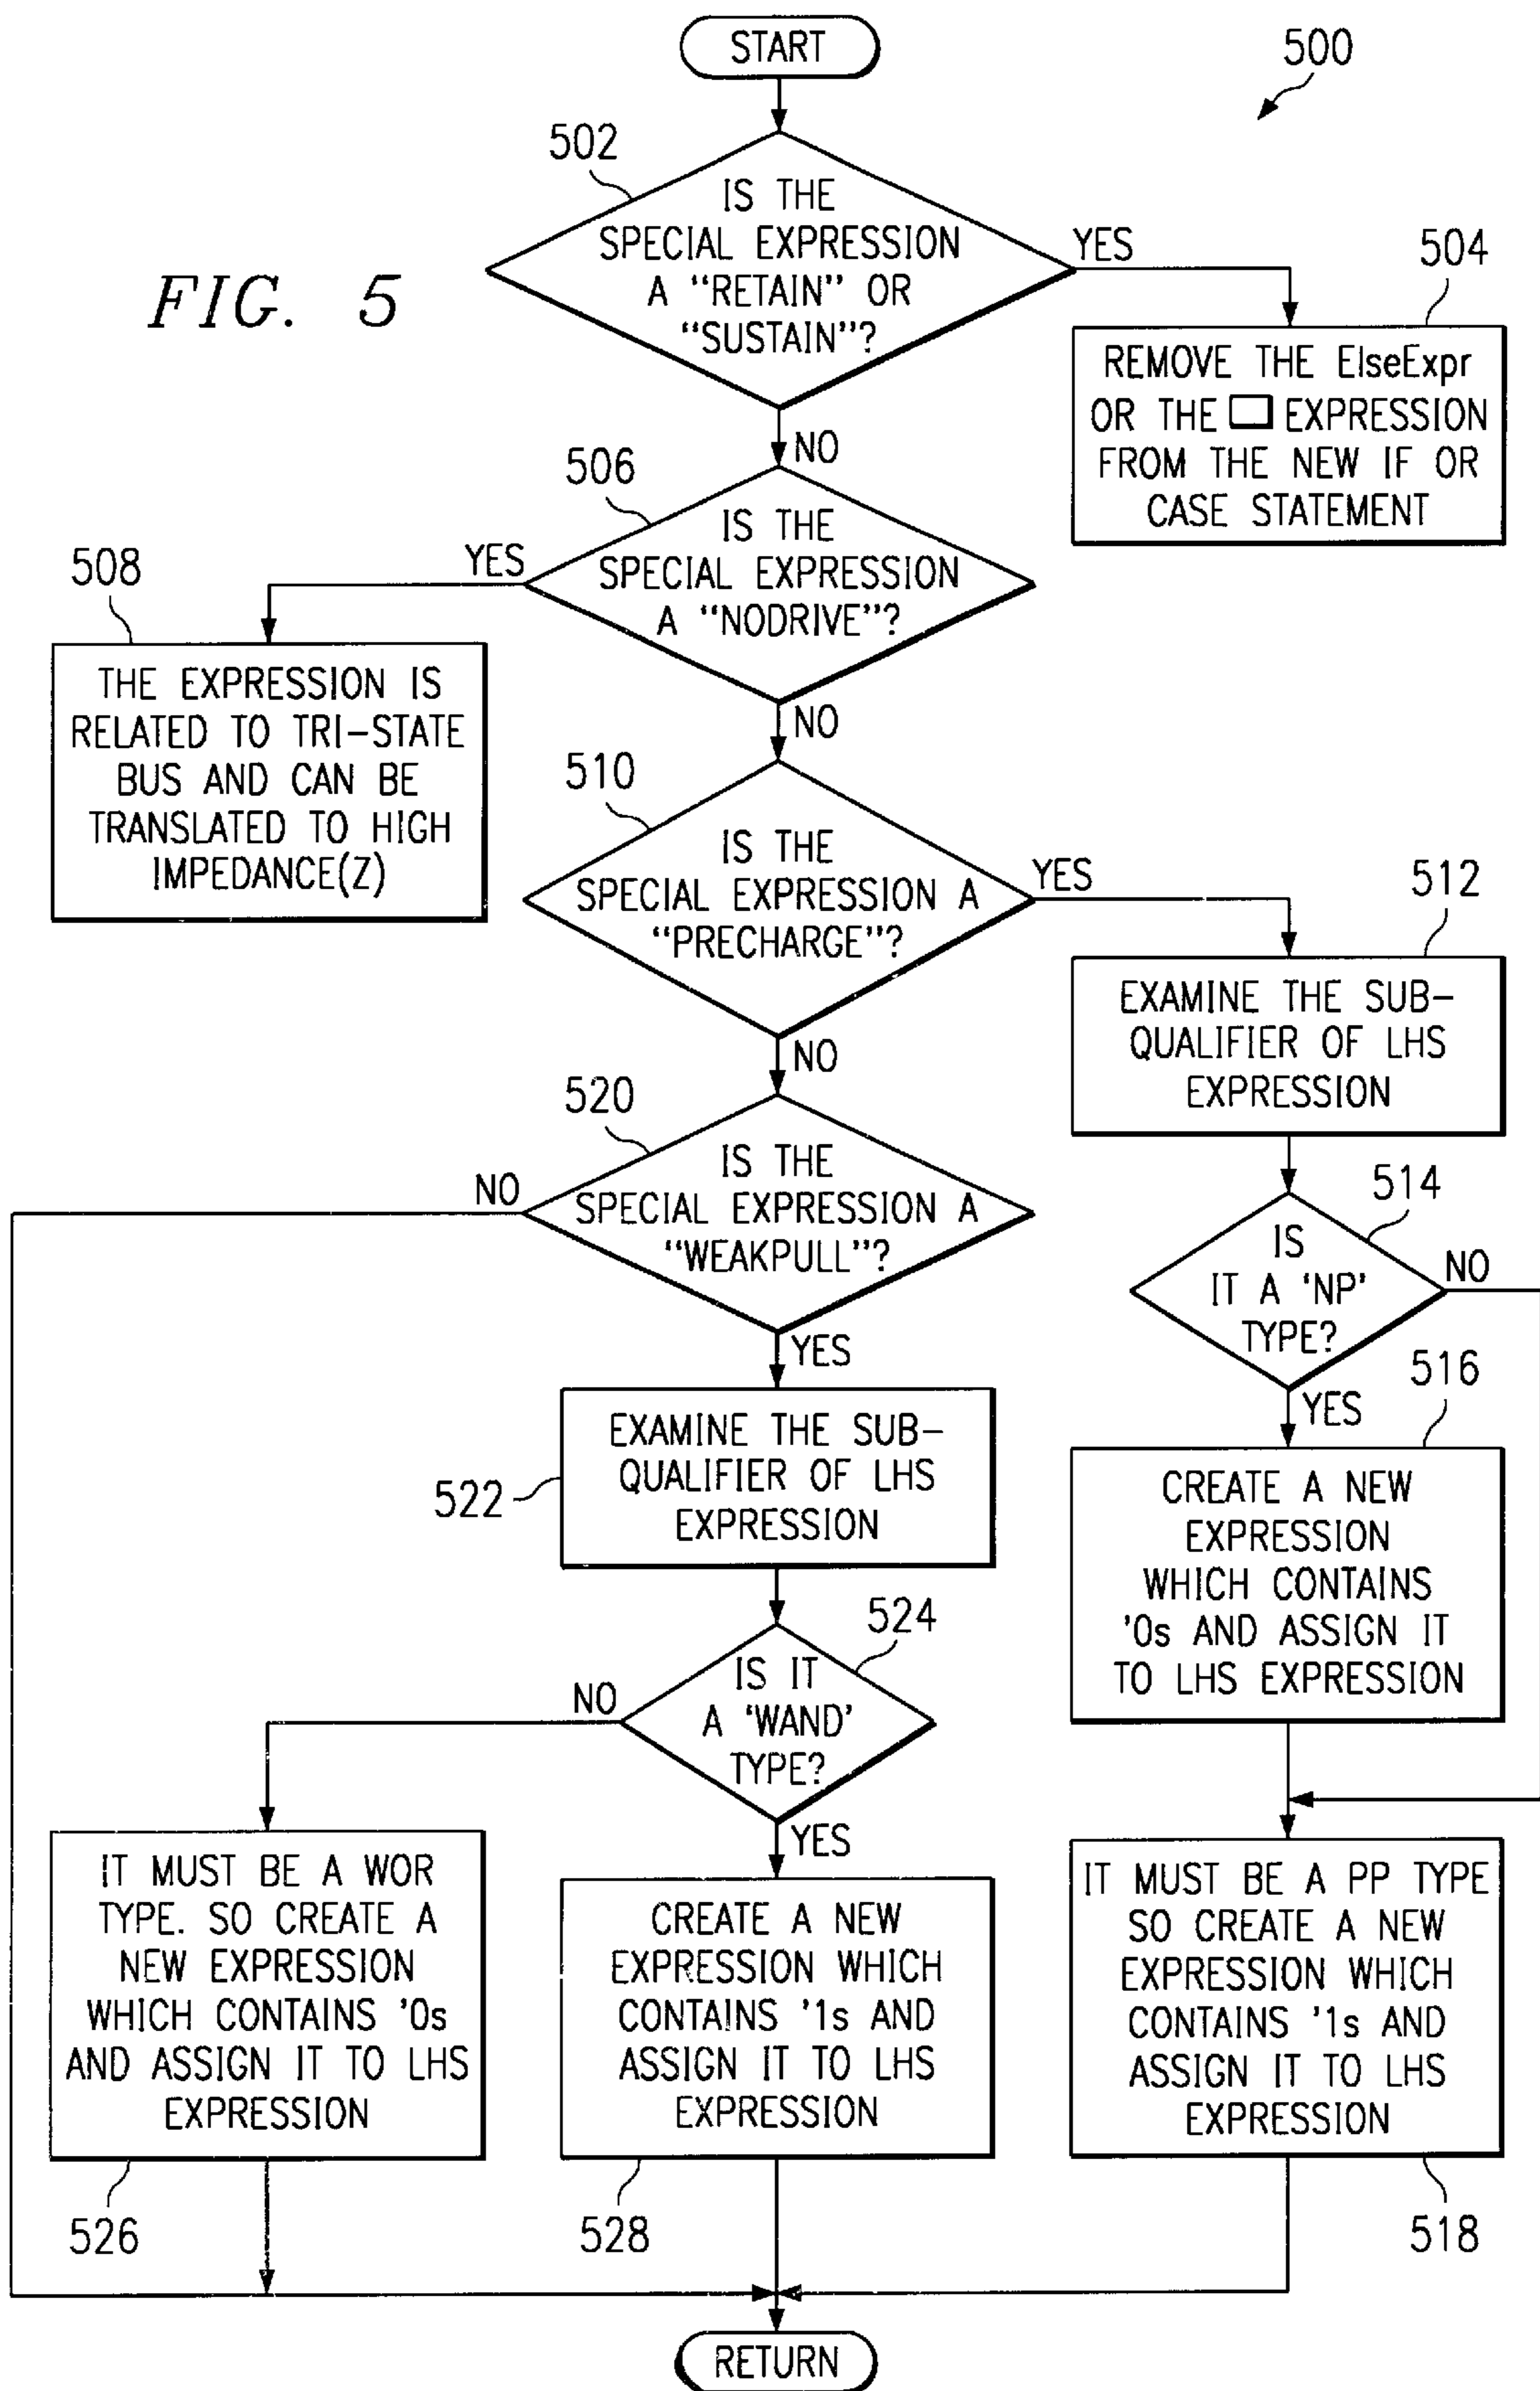 START
500
502
IS THE
SPECIAL EXPRESSION
A “RETAIN” OR
“SUSTAIN”?
YES
504
FIG. 5
REMOVE THE ElseExpr
OR THE EXPRESSION
FROM THE NEW IF OR
CASE STATEMENT
NO
506
IS THE
SPECIAL EXPRESSION
A “NODRIVE”?
YES
508
THE EXPRESSION IS
RELATED TO TRI-STATE
BUS AND CAN BE
TRANSLATED TO HIGH
IMPEDANCE(Z)
NO
510
IS THE
SPECIAL EXPRESSION A
“PRECHARGE”?
YES
512
EXAMINE THE SUB-
QUALIFIER OF LHS
EXPRESSION
NO
520
IS THE
SPECIAL EXPRESSION A
“WEAKPULL”?
NO
514
IS
IT A ‘NP’
TYPE?
NO
YES
516
CREATE A NEW
EXPRESSION
WHICH CONTAINS
’0s AND ASSIGN IT
TO LHS EXPRESSION
YES
522
EXAMINE THE SUB-
QUALIFIER OF LHS
EXPRESSION
524
IS IT
A ‘WAND’
TYPE?
NO
YES
IT MUST BE A WOR
TYPE. SO CREATE A
NEW EXPRESSION
WHICH CONTAINS ’0s
AND ASSIGN IT TO LHS
EXPRESSION
526
CREATE A NEW
EXPRESSION WHICH
CONTAINS ’1s AND
ASSIGN IT TO LHS
EXPRESSION
528
IT MUST BE A PP TYPE
SO CREATE A NEW
EXPRESSION WHICH
CONTAINS ’1s AND
ASSIGN IT TO LHS
EXPRESSION
518
RETURN